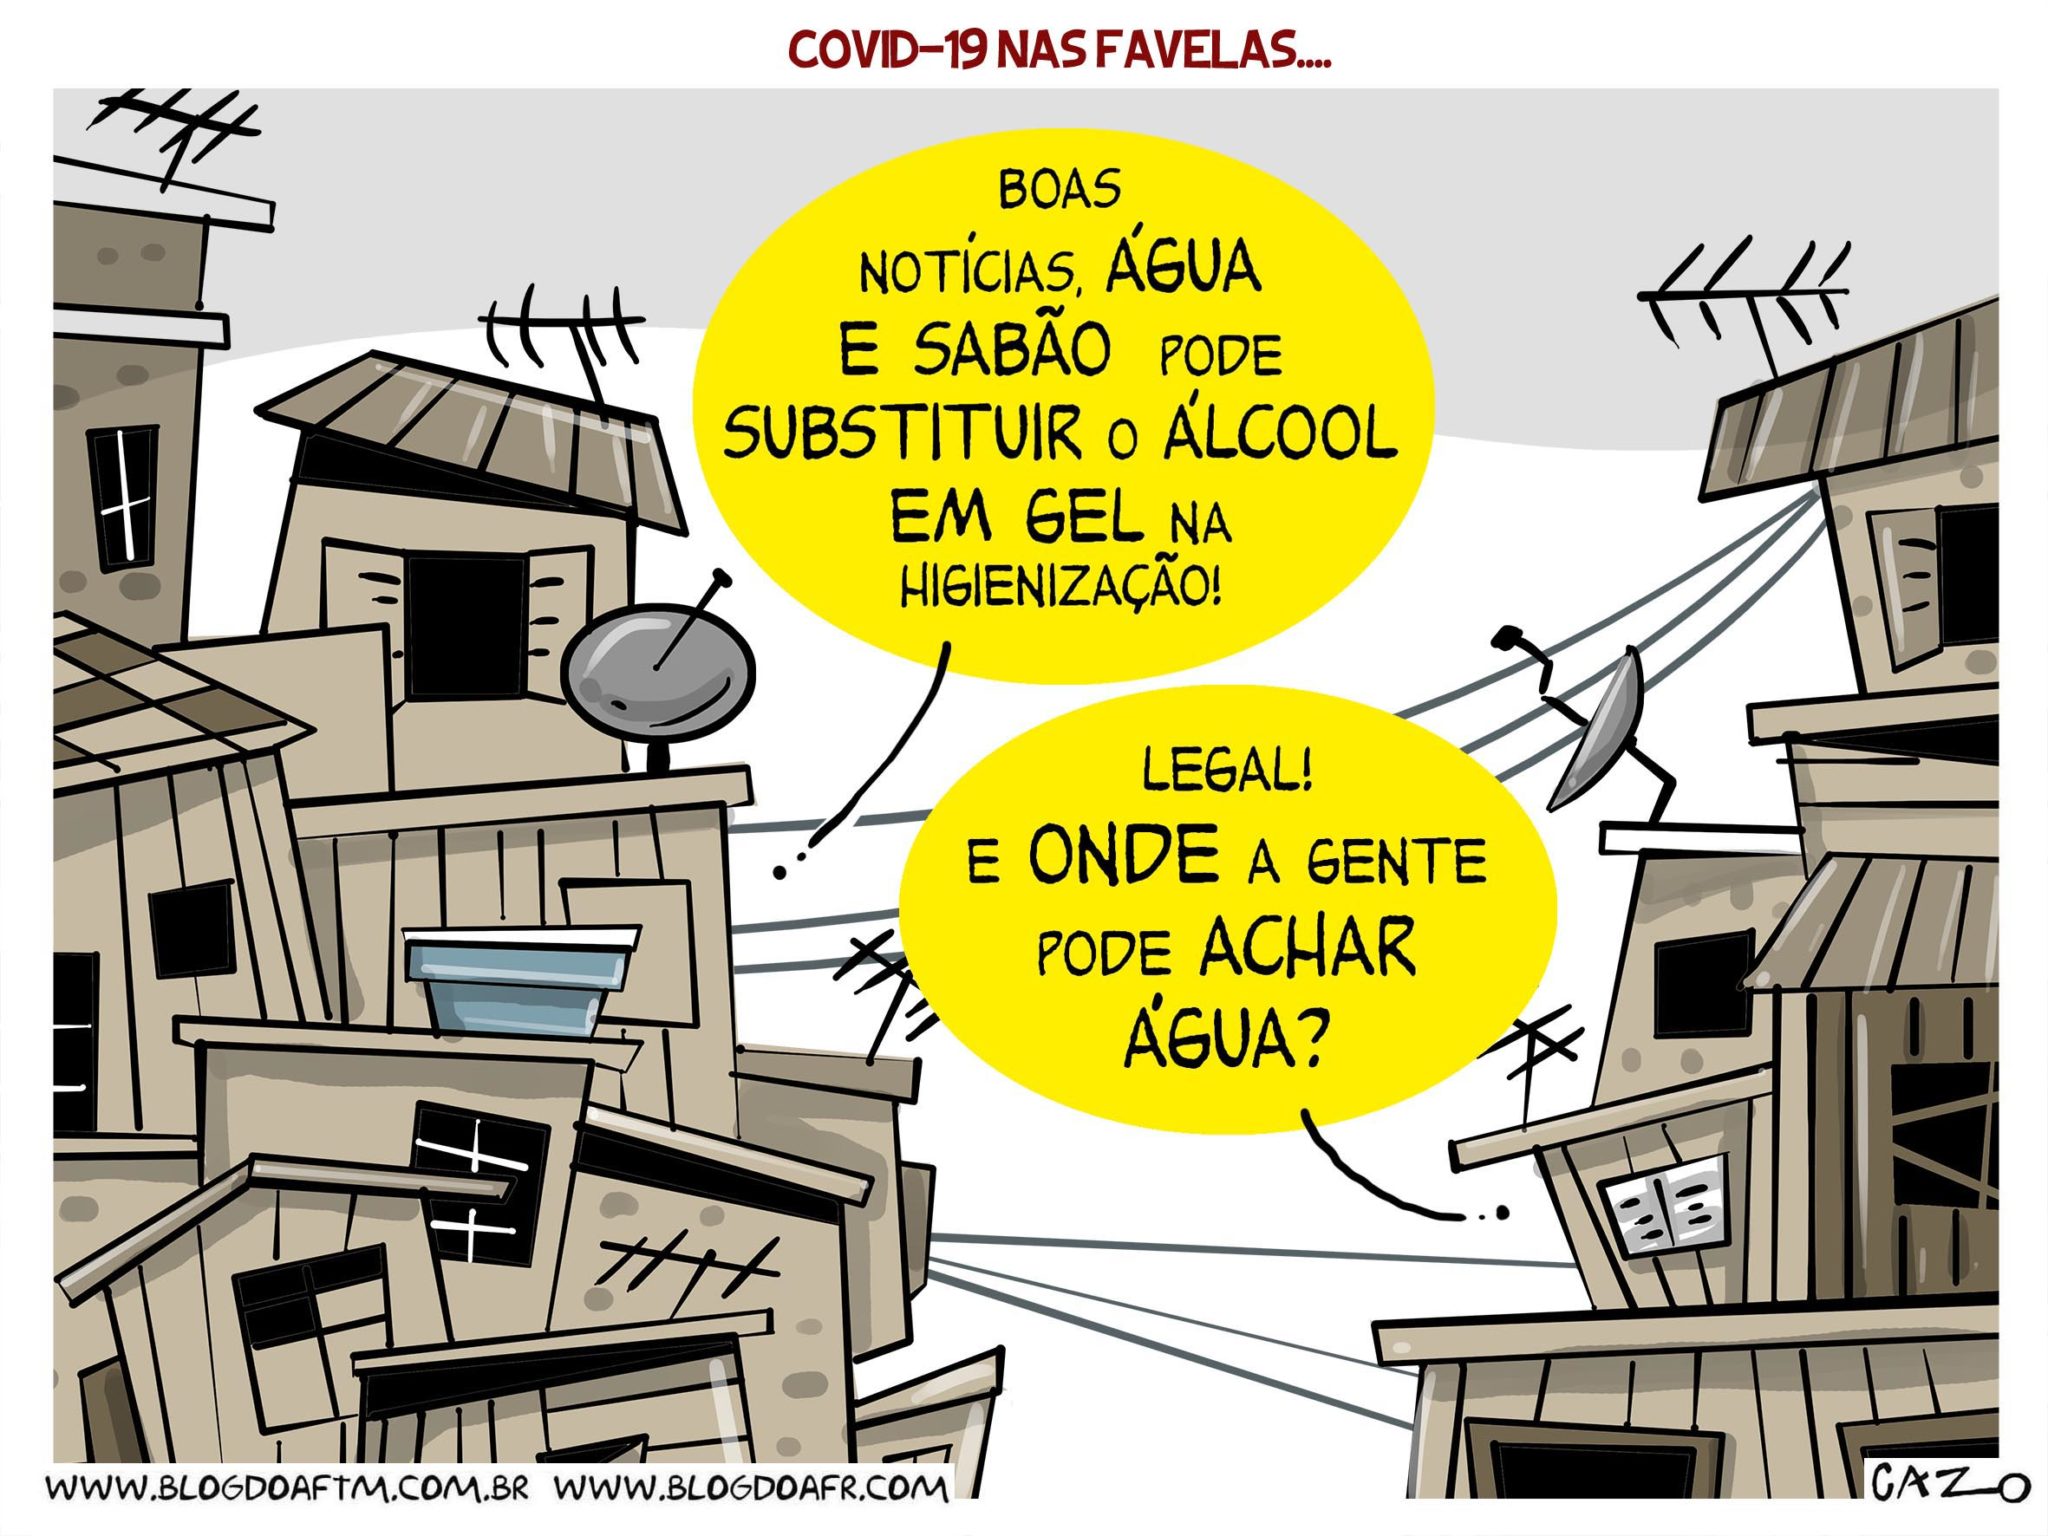 COVID-19 NAS FAVELAS....
BOAS
NOTÍCIAS, ÁGUA
E SABÃO PODE
SUBSTITUIR O ÁLCOOL
EM GEL NA
HIGIENIZAÇÃO!
LEGAL!
E ONDE A GENTE
PODE ACHAR
ÁGUA?
WWW.BLOGDOAFTM.COM.BR WWW.BLOGDOAFR.COM
CAZO